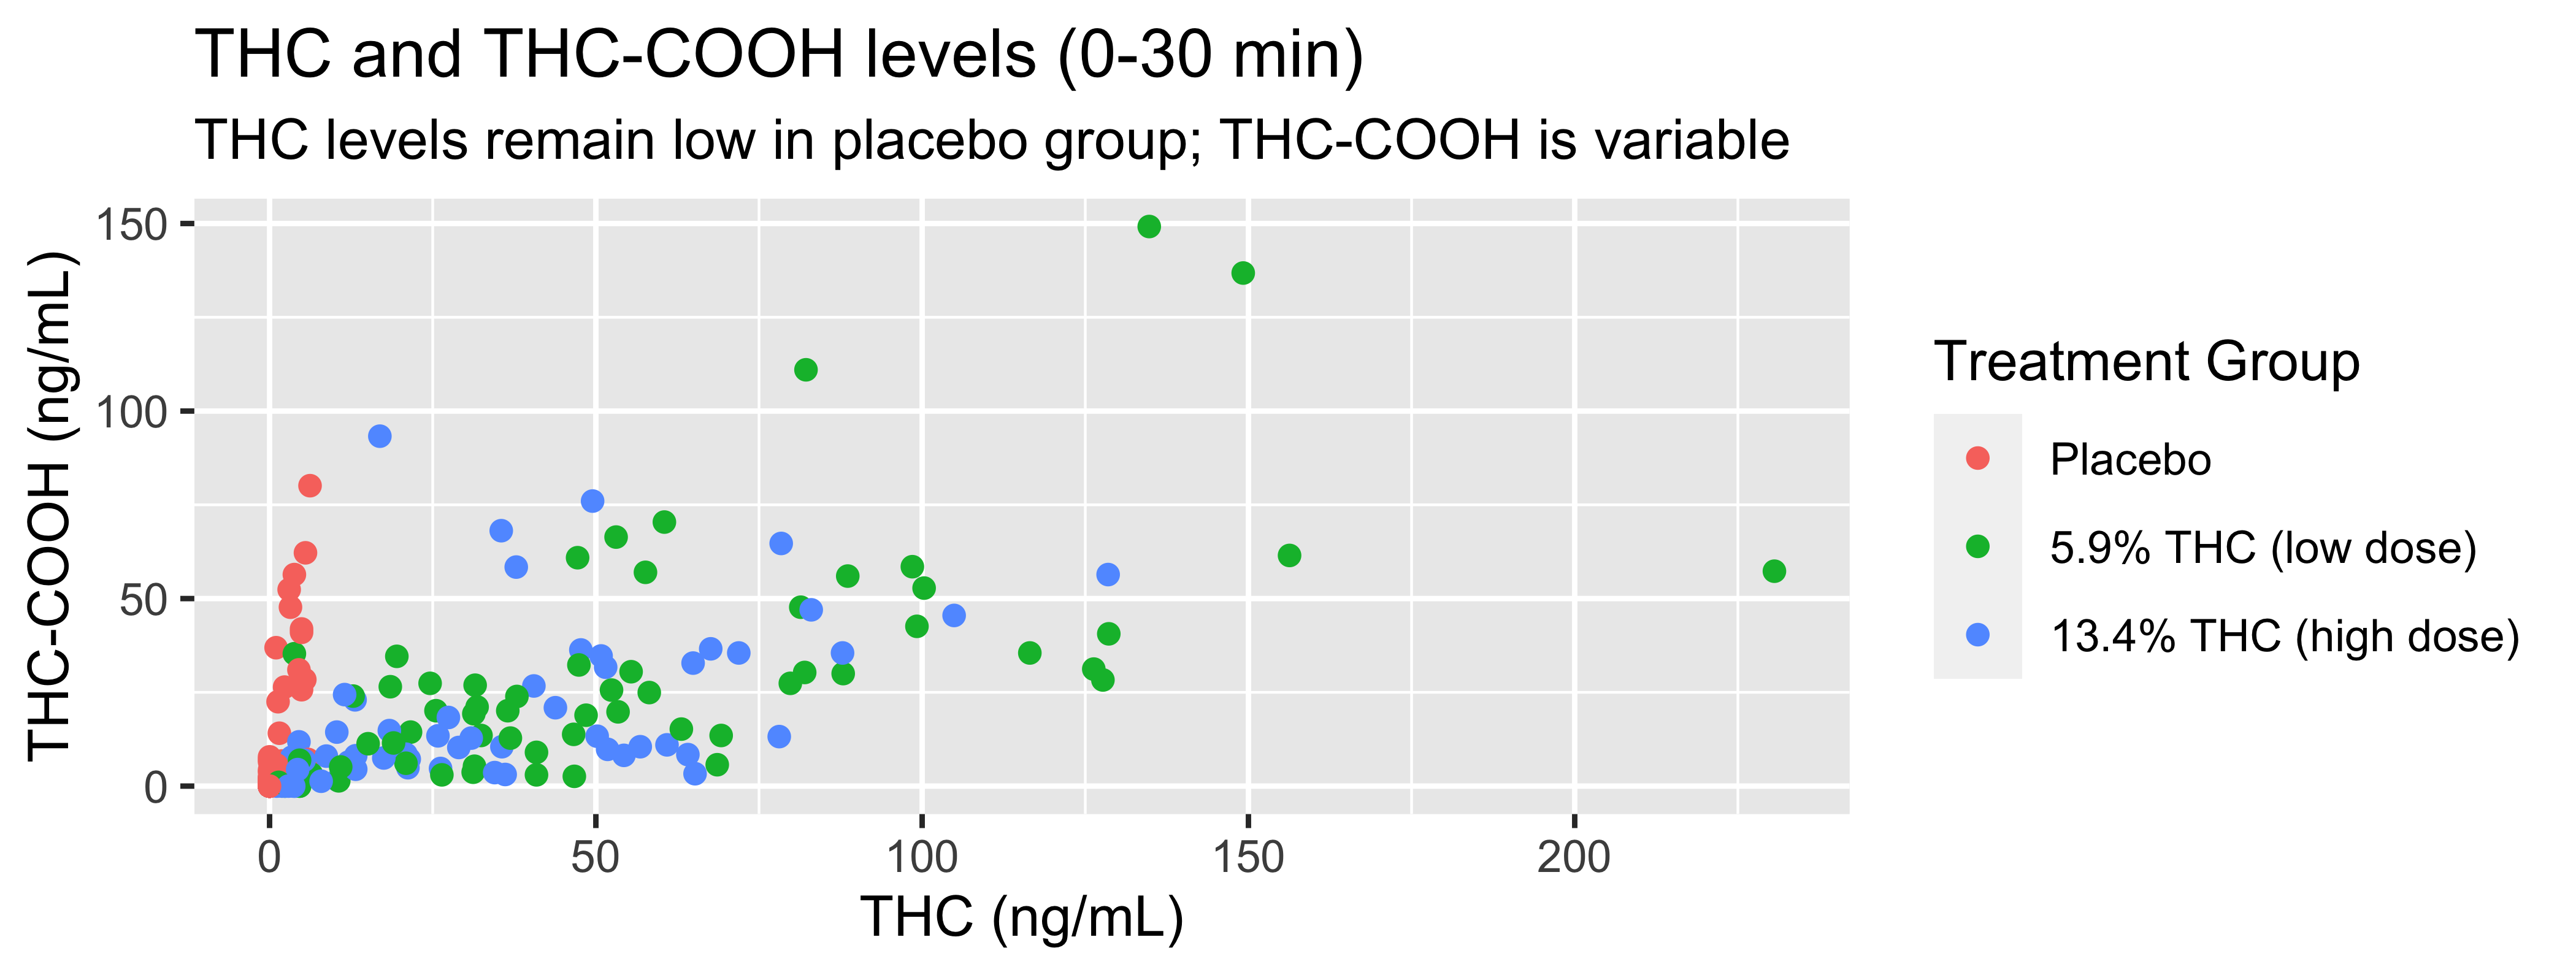 THC and THC-COOH levels (0-30 min)
THC levels remain low in placebo group; THC-COOH is variable
THC-COOH (ng/mL)
150
100
50
0
0
50
100
150
200
THC (ng/mL)
Treatment Group
Placebo
5.9% THC (low dose)
13.4% THC (high dose)